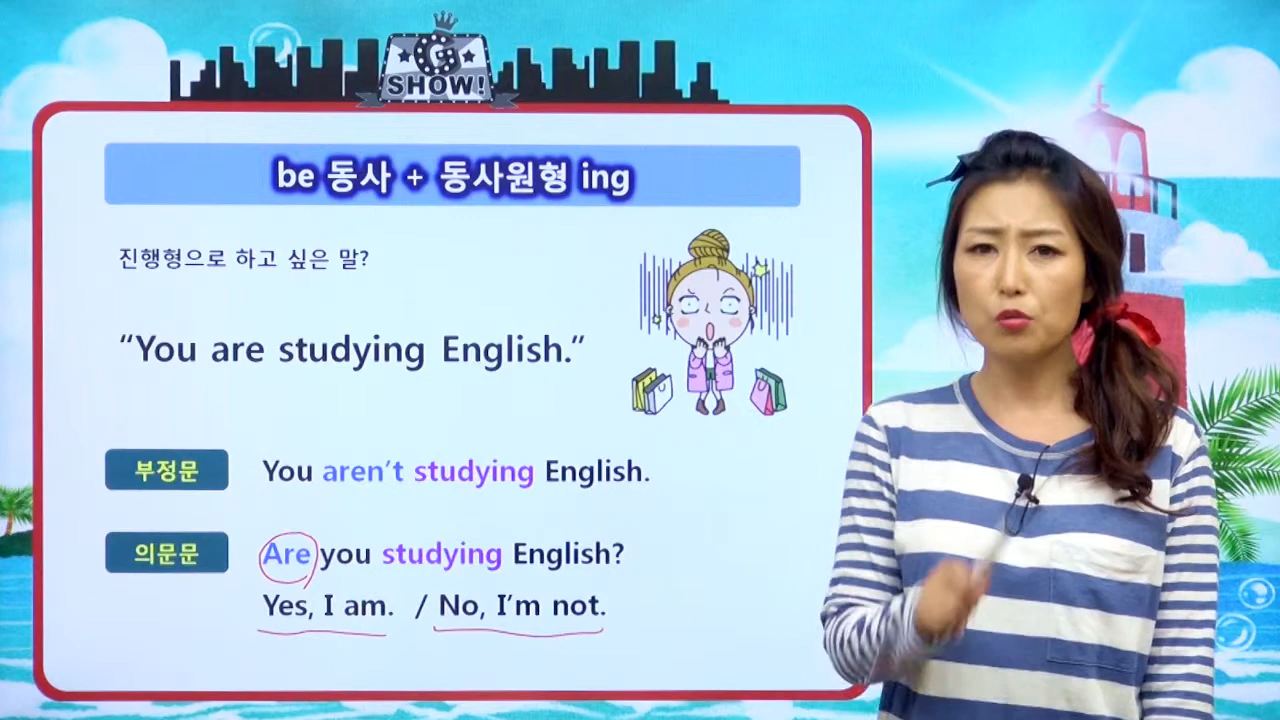 G
SHOW!
be 동사 + 동사원형 ing
진행형으로 하고 싶은 말?
“You are studying English.”
부정문 You aren’t studying English.
의문문 Are you studying English?
Yes, I am. / No, I’m not.